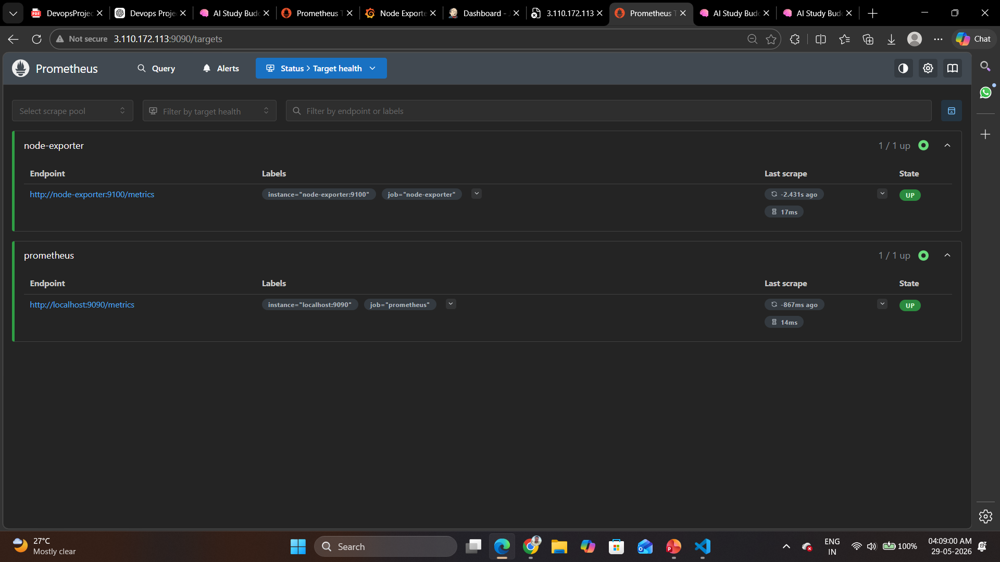 DevopsProjec
Devops Proje
AI Study Budd
Prometheus T
Node Exporte
Dashboard - J
3.110.172.113
Prometheus T
AI Study Budd
AI Study Budd
Not secure 3.110.172.113:9090/targets
Chat
Prometheus
Query
Alerts
Status > Target health
Select scrape pool
Filter by target health
Filter by endpoint or labels
node-exporter
1 / 1 up
Endpoint Labels Last scrape State
http://node-exporter:9100/metrics instance="node-exporter:9100" job="node-exporter" -2.431s ago UP
17ms
prometheus
1 / 1 up
Endpoint Labels Last scrape State
http://localhost:9090/metrics instance="localhost:9090" job="prometheus" -867ms ago UP
14ms
27°C
Mostly clear
Search
ENG
IN
100%
04:09:00 AM
29-05-2026